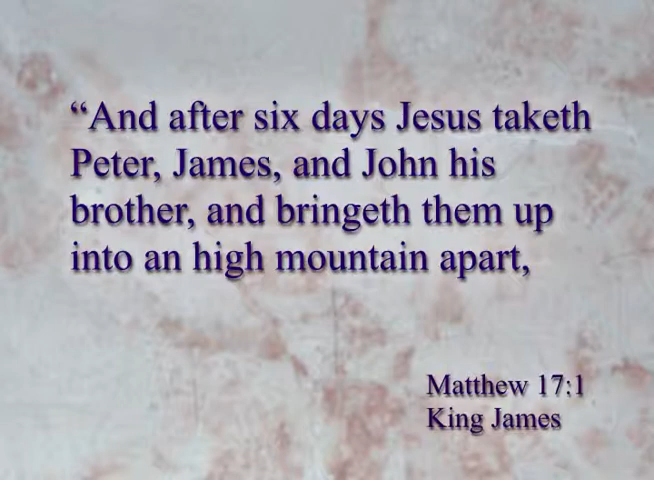 “And after six days Jesus taketh
Peter, James, and John his
brother, and bringeth them up
into an high mountain apart,
Matthew 17:1
King James